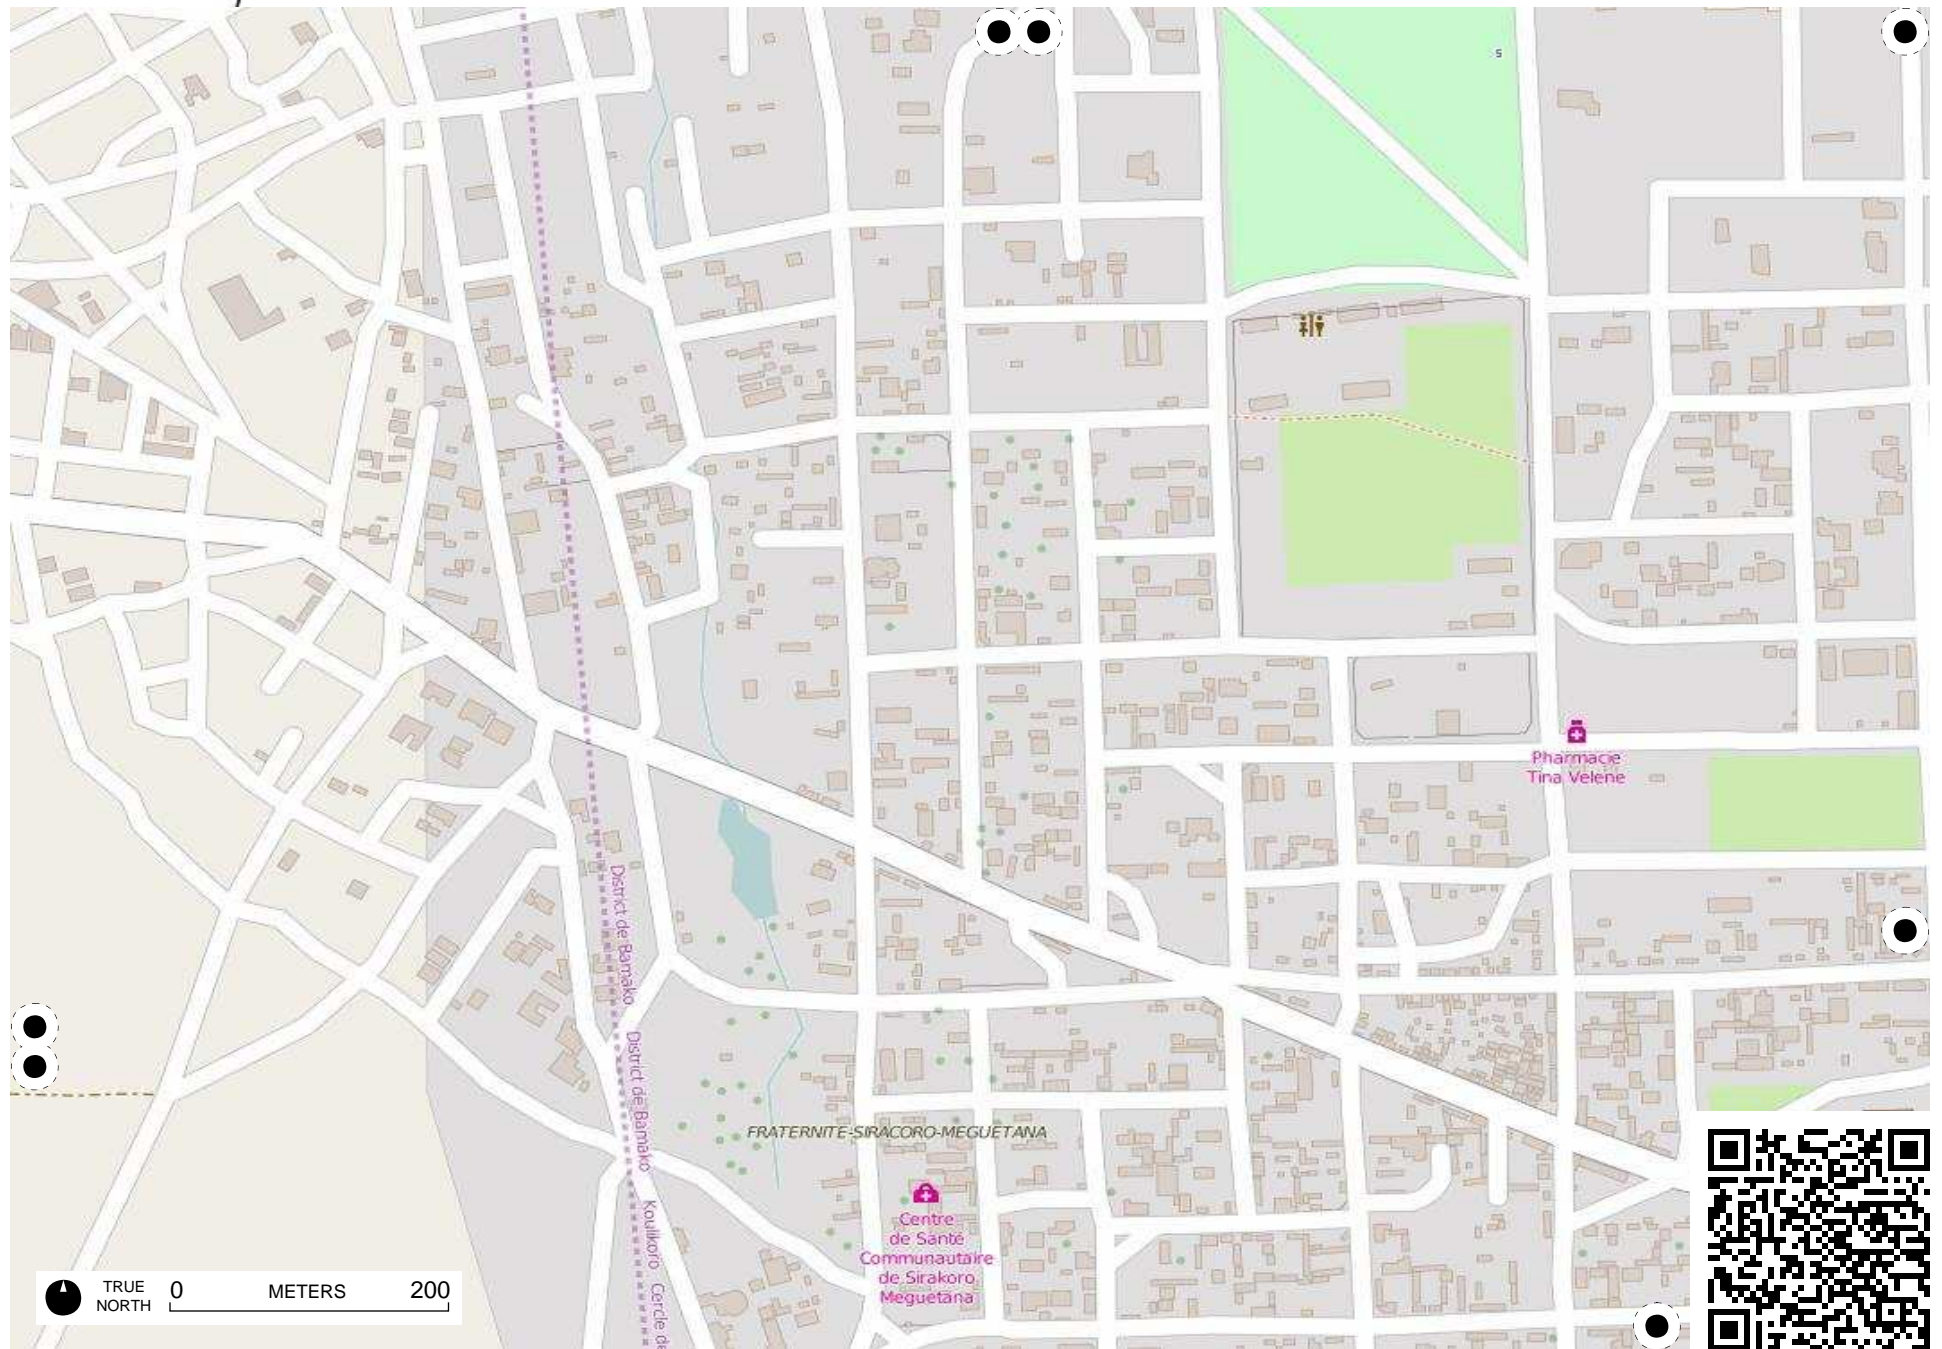 5
Pharmacie
Tina Velene
District de Bamako
District de Bamako
Koulikoro
Cercle de
FRATERNITE-SIRACORO-MEGUETANA
Centre
de Santé
Communautaire
de Sirakoro
Meguetana
TRUE
NORTH
0
METERS
200